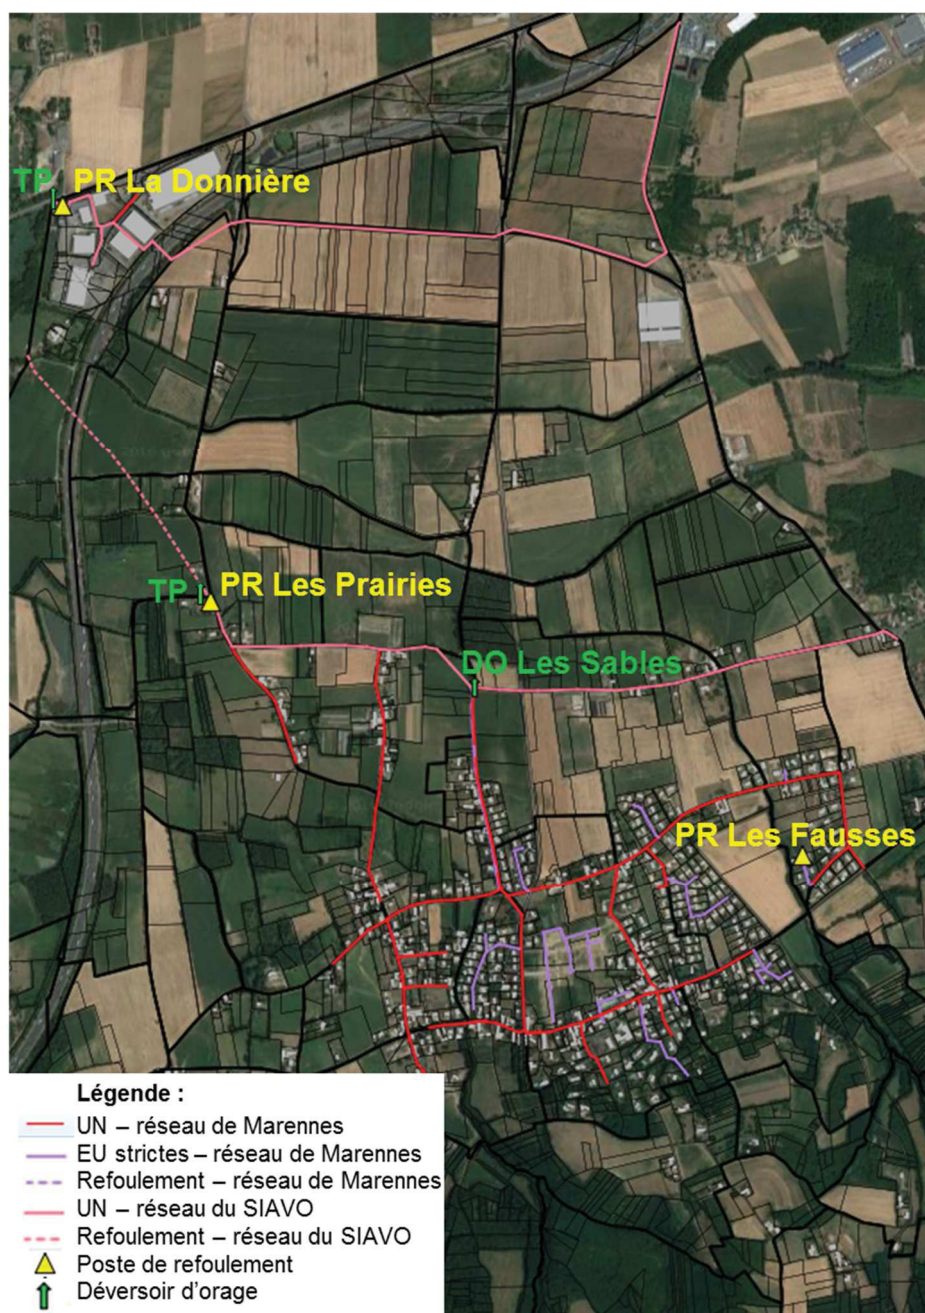 TP PR La Donnière
TP PR Les Prairies
DO Les Sables
PR Les Fausses
Légende :
UN – réseau de Marennes
EU strictes – réseau de Marennes
Refoulement – réseau de Marennes
UN – réseau du SIAVO
Refoulement – réseau du SIAVO
Poste de refoulement
Déversoir d'orage